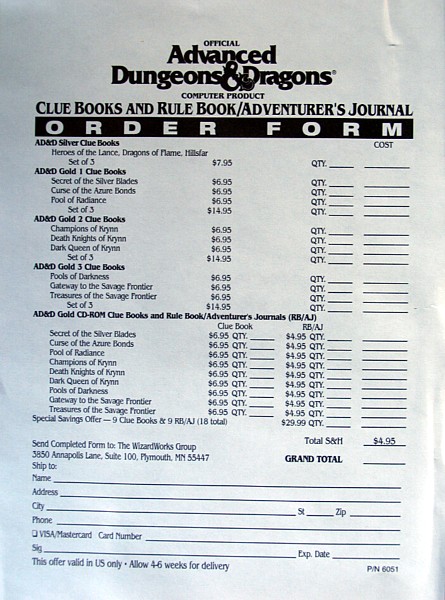 OFFICIAL
Advanced
Dungeons & Dragons®
COMPUTER PRODUCT
CLUE BOOKS AND RULE BOOK/ADVENTURER'S JOURNAL
ORDER FORM
COST
AD&D Silver Clue Books
Heroes of the Lance, Dragons of Flame, Hillsfar
Set of 3 $7.95 QTY.
AD&D Gold 1 Clue Books
Secret of the Silver Blades $6.95 QTY.
Curse of the Azure Bonds $6.95 QTY.
Pool of Radiance $6.95 QTY.
Set of 3 $14.95 QTY.
AD&D Gold 2 Clue Books
Champions of Krynn $6.95 QTY.
Death Knights of Krynn $6.95 QTY.
Dark Queen of Krynn $6.95 QTY.
Set of 3 $14.95 QTY.
AD&D Gold 3 Clue Books
Pools of Darkness $6.95 QTY.
Gateway to the Savage Frontier $6.95 QTY.
Treasures of the Savage Frontier $6.95 QTY.
Set of 3 $14.95 QTY.
AD&D Gold CD-ROM Clue Books and Rule Book/Adventurer's Journals (RB/AJ)
Clue Book RB/AJ
Secret of the Silver Blades $6.95 QTY. $4.95 QTY.
Curse of the Azure Bonds $6.95 QTY. $4.95 QTY.
Pool of Radiance $6.95 QTY. $4.95 QTY.
Champions of Krynn $6.95 QTY. $4.95 QTY.
Death Knights of Krynn $6.95 QTY. $4.95 QTY.
Dark Queen of Krynn $6.95 QTY. $4.95 QTY.
Pools of Darkness $6.95 QTY. $4.95 QTY.
Gateway to the Savage Frontier $6.95 QTY. $4.95 QTY.
Treasures of the Savage Frontier $6.95 QTY. $4.95 QTY.
Special Savings Offer — 9 Clue Books & 9 RB/AJ (18 total) $29.99 QTY.
Total S&H $4.95
Send Completed Form to: The WizardWorks Group
3850 Annapolis Lane, Suite 100, Plymouth, MN 55447
GRAND TOTAL
Ship to:
Name
Address
City St Zip
Phone
❑ VISA/Mastercard Card Number
Sig Exp. Date
This offer valid in US only • Allow 4-6 weeks for delivery
P/N 6051